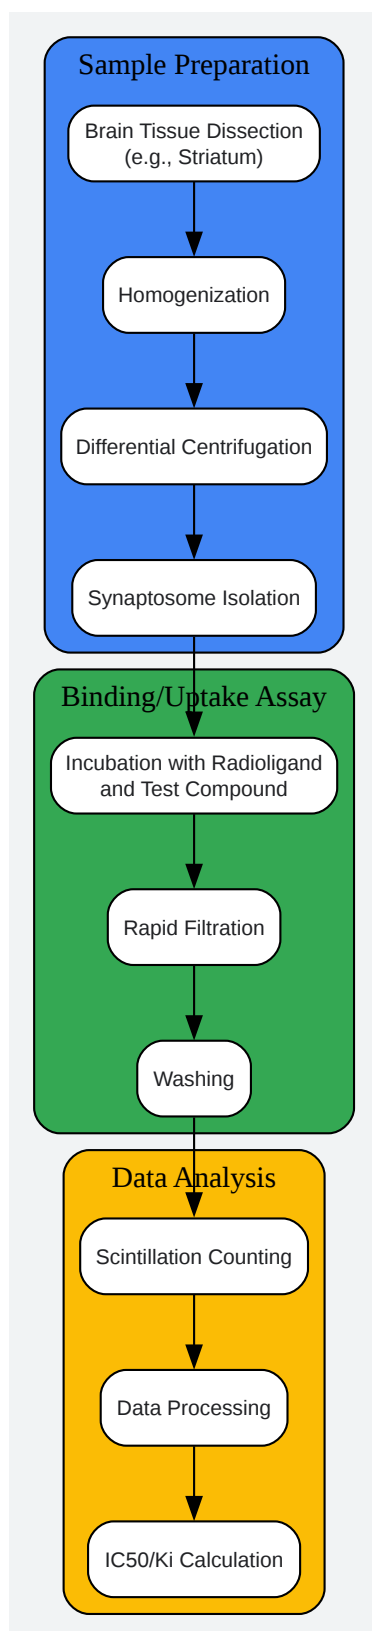 Sample Preparation
Brain Tissue Dissection
(e.g., Striatum)
Homogenization
Differential Centrifugation
Synaptosome Isolation
Binding/Uptake Assay
Incubation with Radioligand
and Test Compound
Rapid Filtration
Washing
Data Analysis
Scintillation Counting
Data Processing
IC50/Ki Calculation